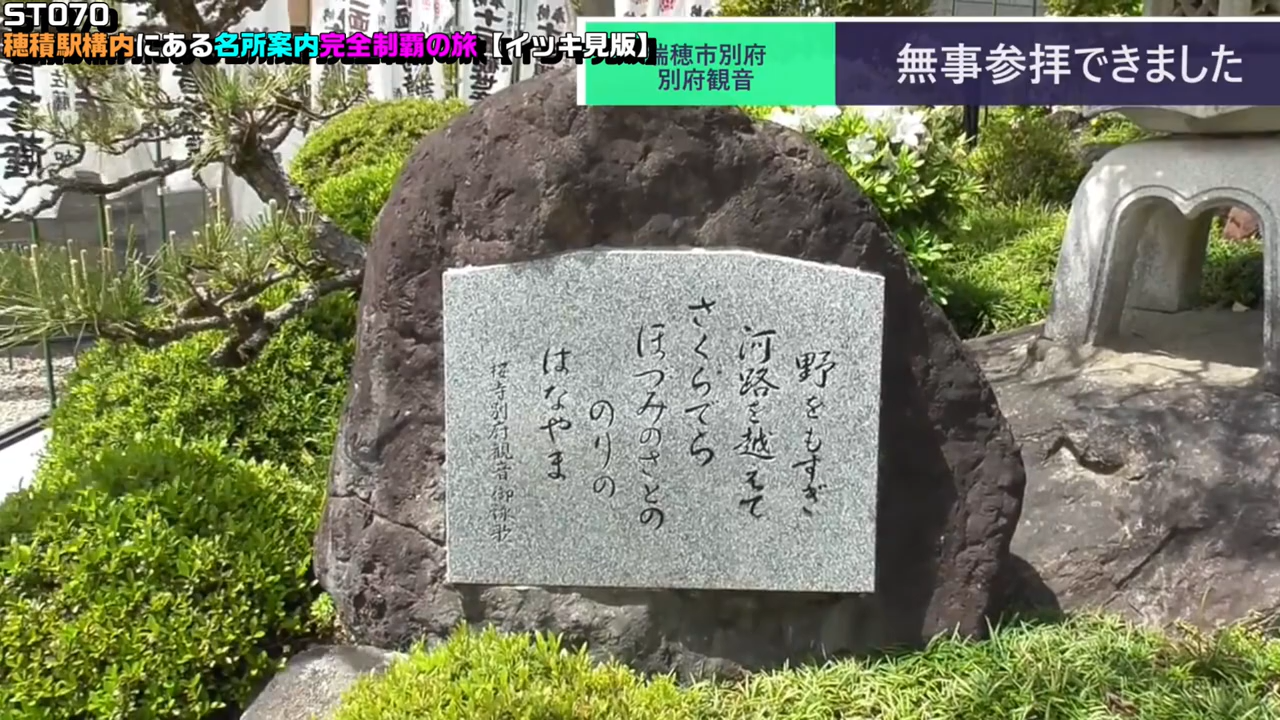 ST070
穂積駅構内にある名所案内完全制覇の旅【イツキ見版】
瑞穂市別府
別府観音
無事参拝できました
野をもすぎ
河路を越えて
さくらでら
ほつみのさとの
のりの
はなやま
桜寺別府観音御詠歌